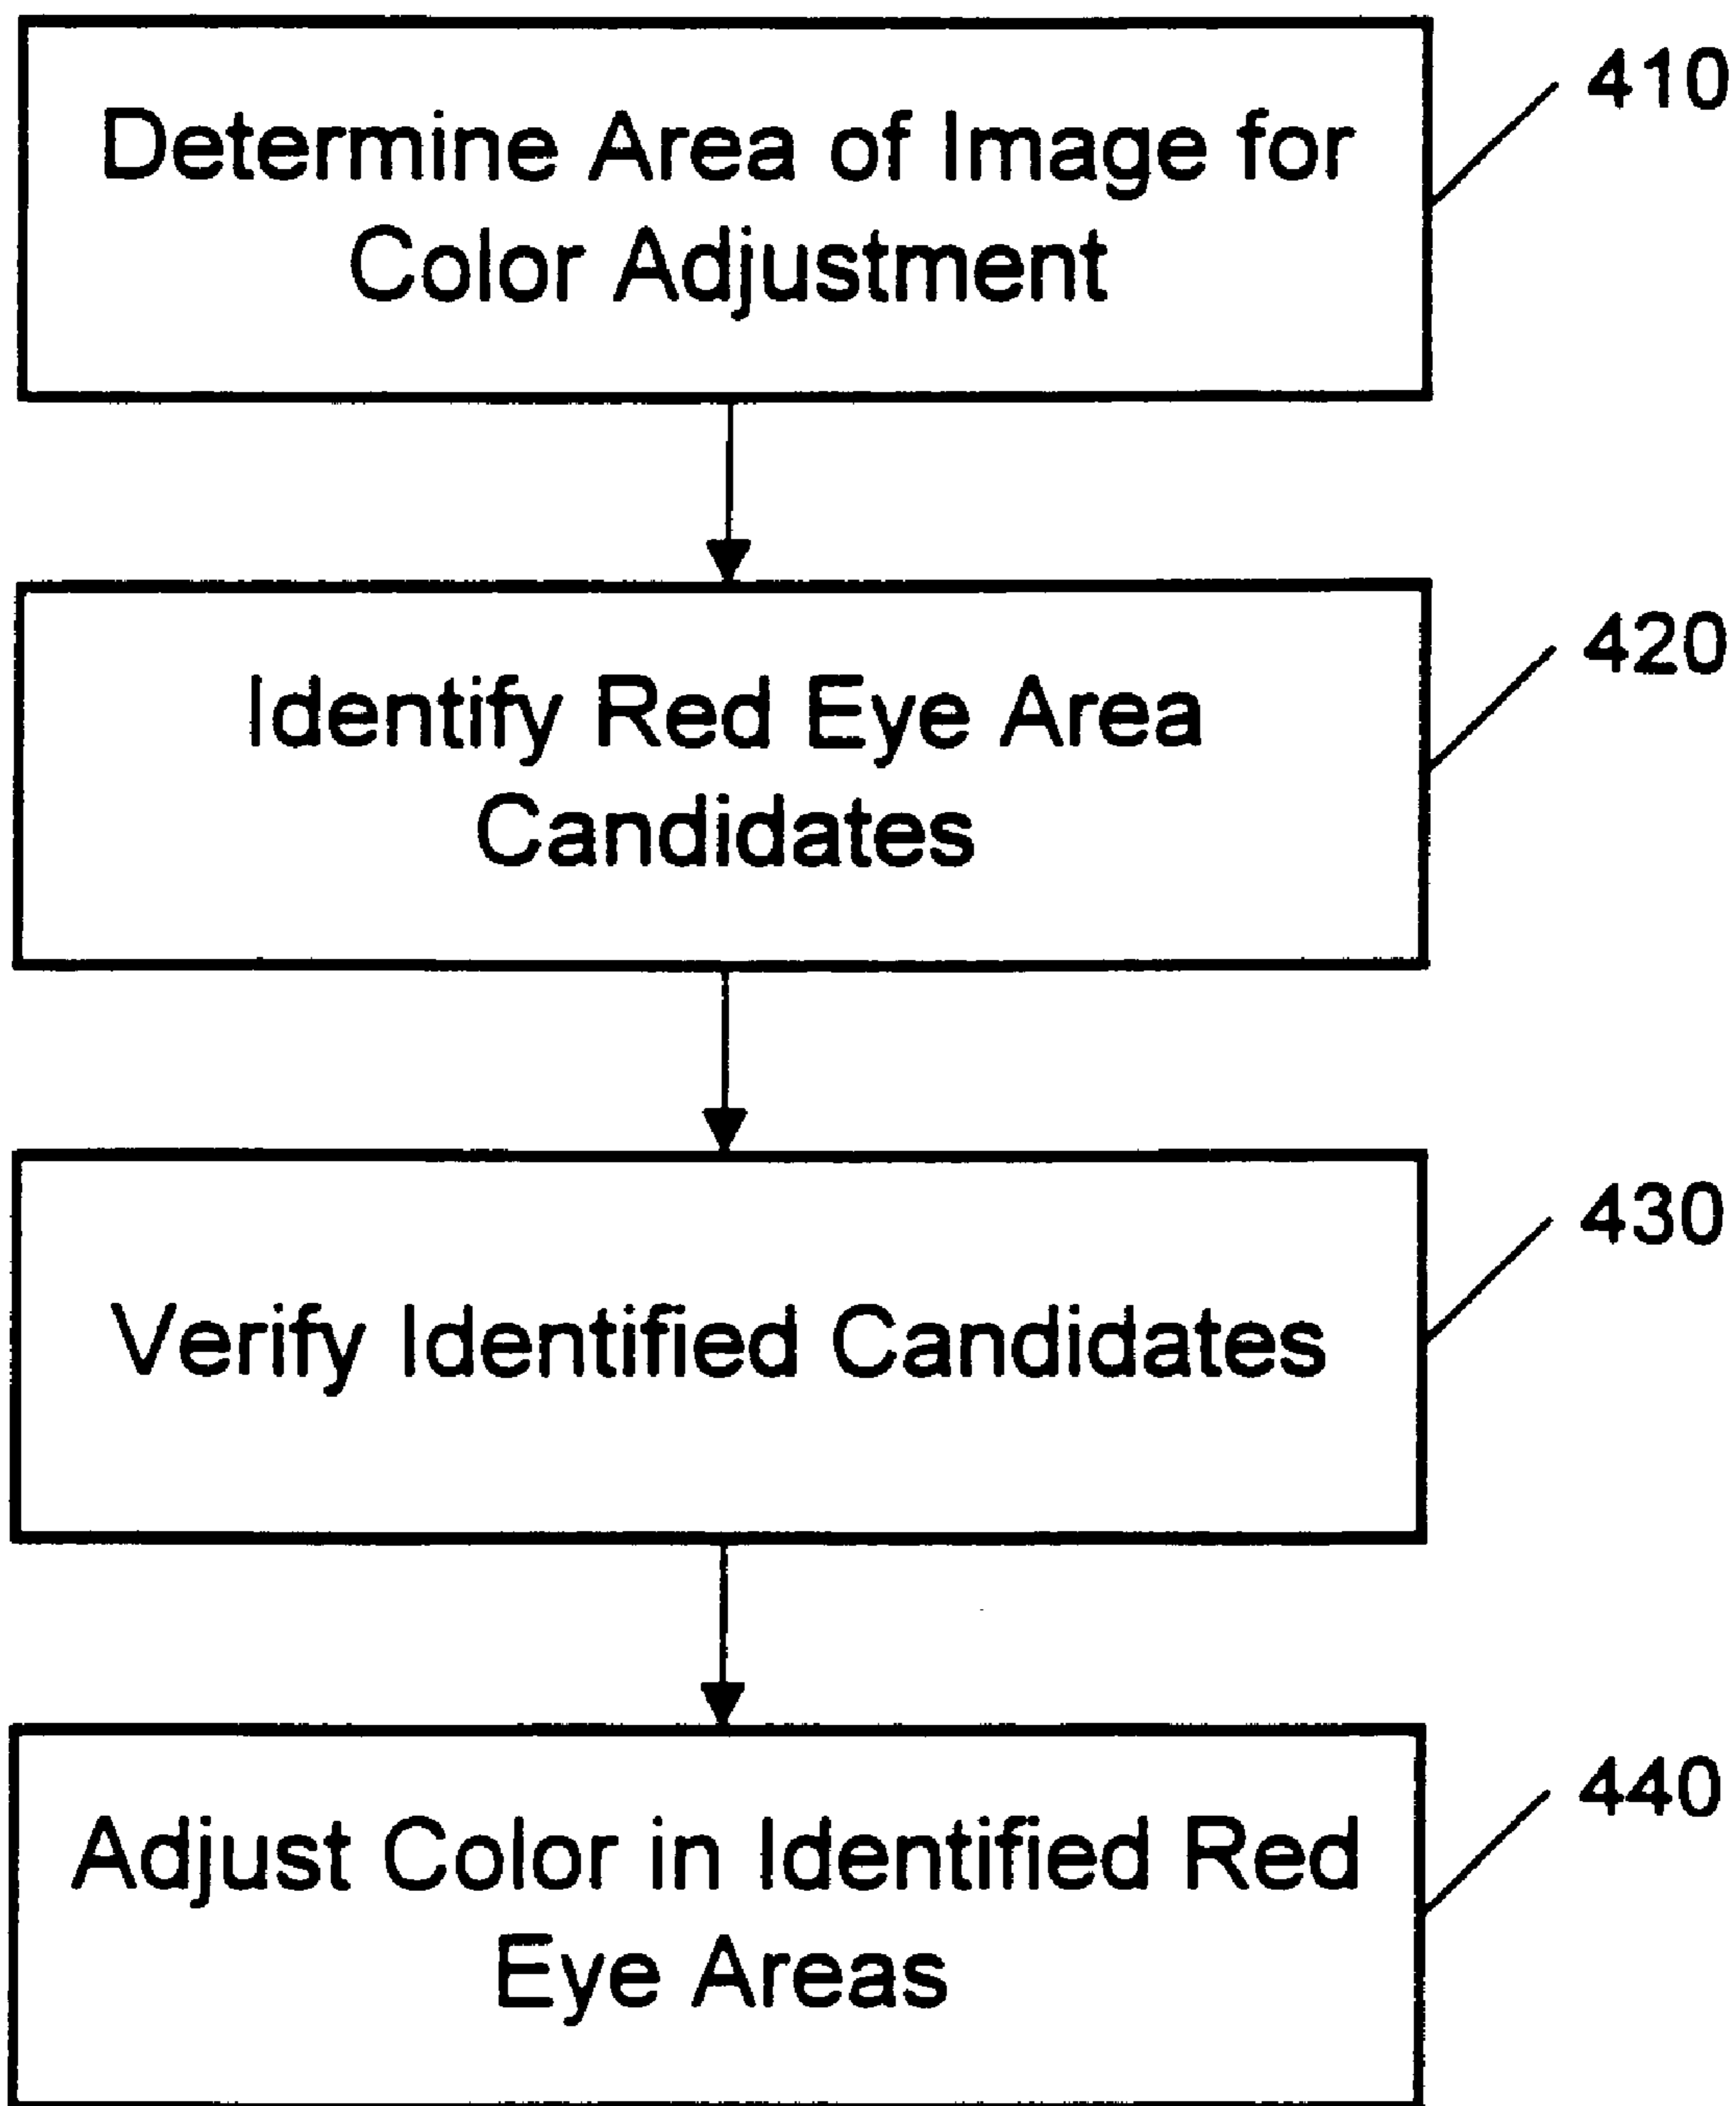 410
Determine Area of Image for
Color Adjustment
420
Identify Red Eye Area
Candidates
430
Verify Identified Candidates
440
Adjust Color in Identified Red
Eye Areas